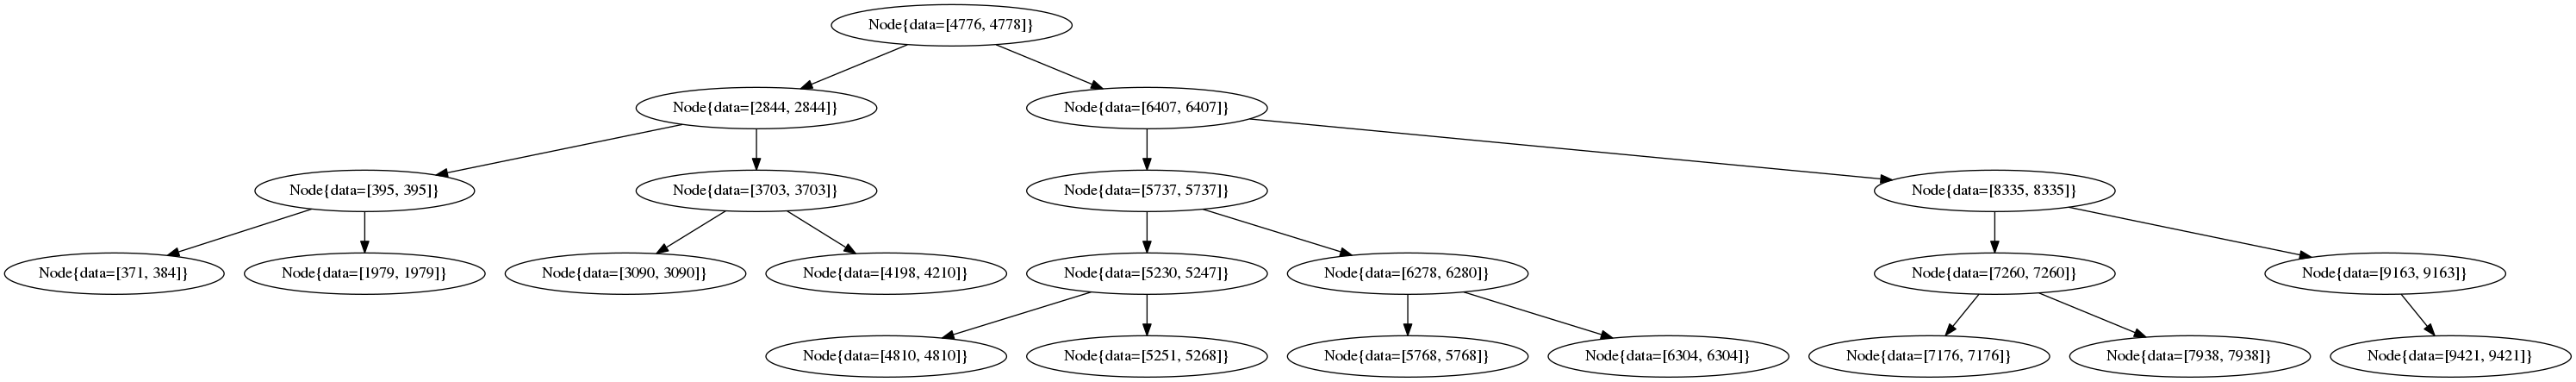 Node{data=[4776, 4778]}
Node{data=[2844, 2844]}
Node{data=[6407, 6407]}
Node{data=[395, 395]}
Node{data=[3703, 3703]}
Node{data=[5737, 5737]}
Node{data=[8335, 8335]}
Node{data=[371, 384]}
Node{data=[1979, 1979]}
Node{data=[3090, 3090]}
Node{data=[4198, 4210]}
Node{data=[5230, 5247]}
Node{data=[6278, 6280]}
Node{data=[7260, 7260]}
Node{data=[9163, 9163]}
Node{data=[4810, 4810]}
Node{data=[5251, 5268]}
Node{data=[5768, 5768]}
Node{data=[6304, 6304]}
Node{data=[7176, 7176]}
Node{data=[7938, 7938]}
Node{data=[9421, 9421]}